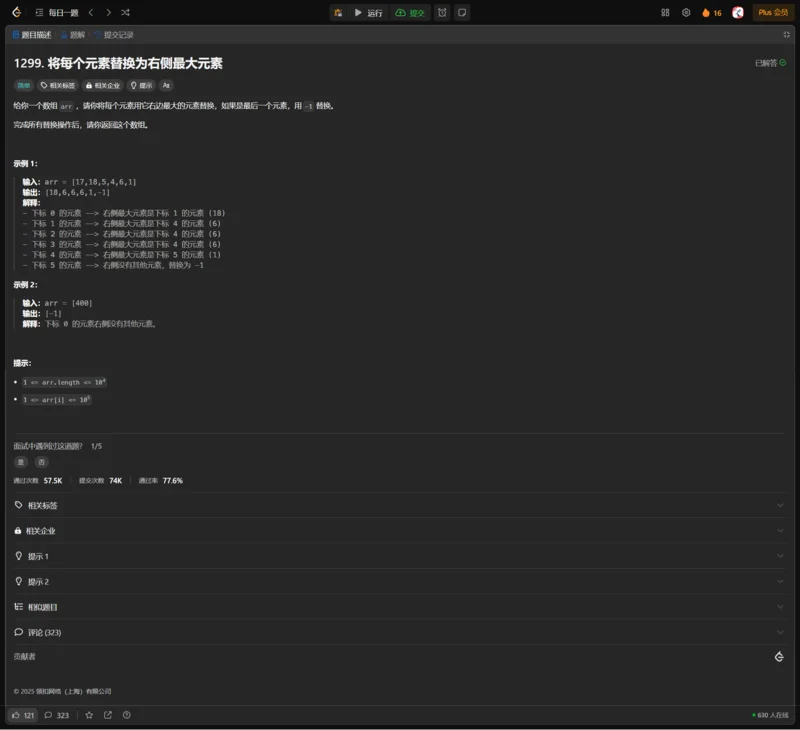 每日一题
运行
提交
16
Plus 会员
题目描述
题解
提交记录
1299. 将每个元素替换为右侧最大元素
已解答
简单
相关标签
相关企业
提示
Ax
给你一个数组 arr ，请你将每个元素用它右边最大的元素替换，如果是最后一个元素，用 -1 替换。
完成所有替换操作后，请你返回这个数组。
示例 1：
输入：arr = [17,18,5,4,6,1]
输出：[18,6,6,6,1,-1]
解释：
- 下标 0 的元素 --> 右侧最大元素是下标 1 的元素 (18)
- 下标 1 的元素 --> 右侧最大元素是下标 4 的元素 (6)
- 下标 2 的元素 --> 右侧最大元素是下标 4 的元素 (6)
- 下标 3 的元素 --> 右侧最大元素是下标 4 的元素 (6)
- 下标 4 的元素 --> 右侧最大元素是下标 5 的元素 (1)
- 下标 5 的元素 --> 右侧没有其他元素，替换为 -1
示例 2：
输入：arr = [400]
输出：[-1]
解释：下标 0 的元素右侧没有其他元素。
提示：
1 <= arr.length <= 10⁴
1 <= arr[i] <= 10⁵
面试中遇到过这道题? 1/5
是
否
通过次数 57.5K
提交次数 74K
通过率 77.6%
相关标签
相关企业
提示 1
提示 2
相似题目
评论 (323)
贡献者
© 2025 领扣网络（上海）有限公司
121
323
630 人在线